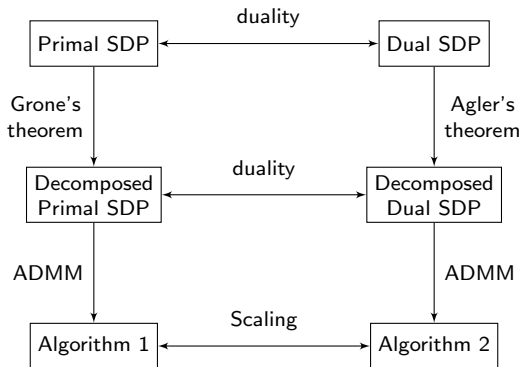 duality
Primal SDP
Dual SDP
Grone's
theorem
Agler's
theorem
duality
Decomposed
Primal SDP
Decomposed
Dual SDP
ADMM
ADMM
Scaling
Algorithm 1
Algorithm 2